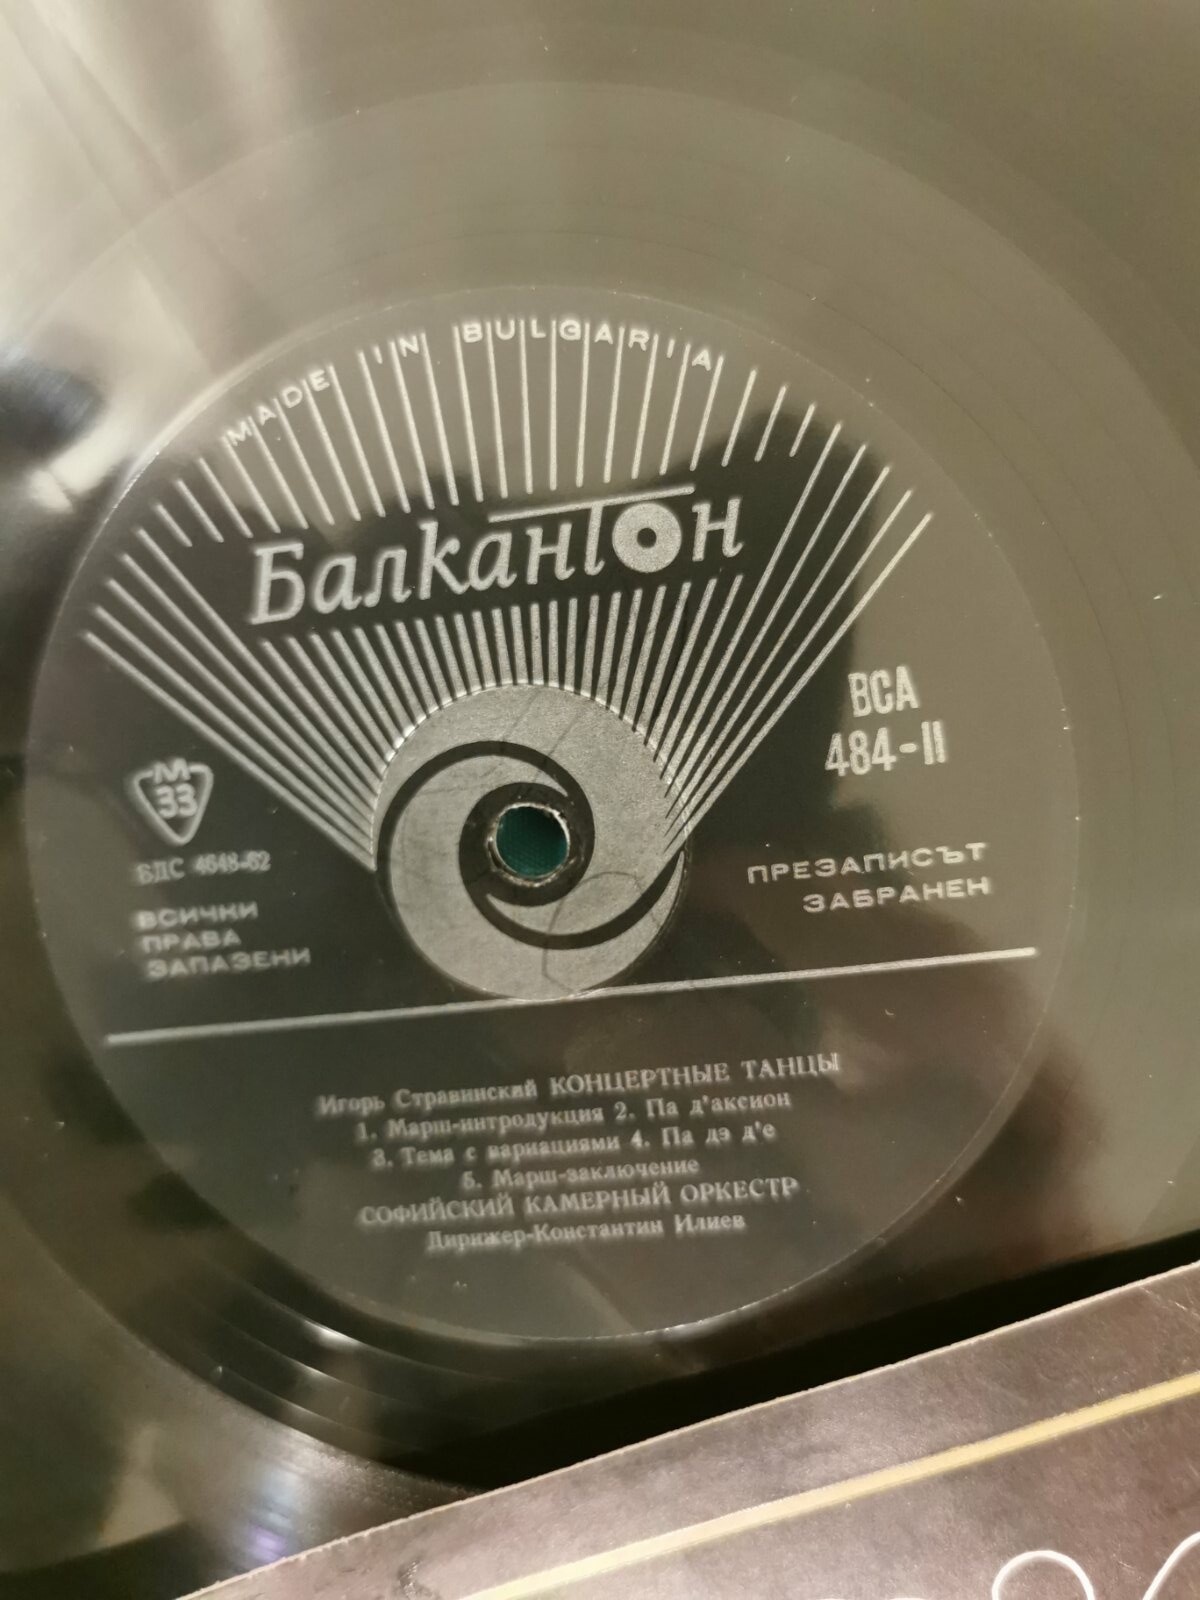 MADE IN BULGARIA
Балкантон
ВСА
484-II
М
33
БДС 4648-62
ВСИЧКИ
ПРАВА
ЗАПАЗЕНИ
ПРЕЗАПИСЪТ
ЗАБРАНЕН
Игорь Стравинский КОНЦЕРТНЫЕ ТАНЦЫ
1. Марш-интродукция 2. Па д'аксион
3. Тема с вариациями 4. Па дэ д'е
5. Марш-заключение
СОФИЙСКИЙ КАМЕРНЫЙ ОРКЕСТР
Дирижер-Константин Илиев